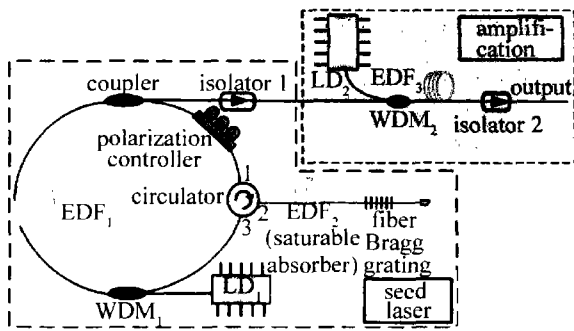 amplifi-
cation
LD2
EDF3
output
WDM2
isolator 2
coupler
isolator 1
polarization
controller
1
circulator
2
3
EDF1
EDF2
(saturable
absorber)
fiber
Bragg
grating
LD1
WDM1
seed
laser